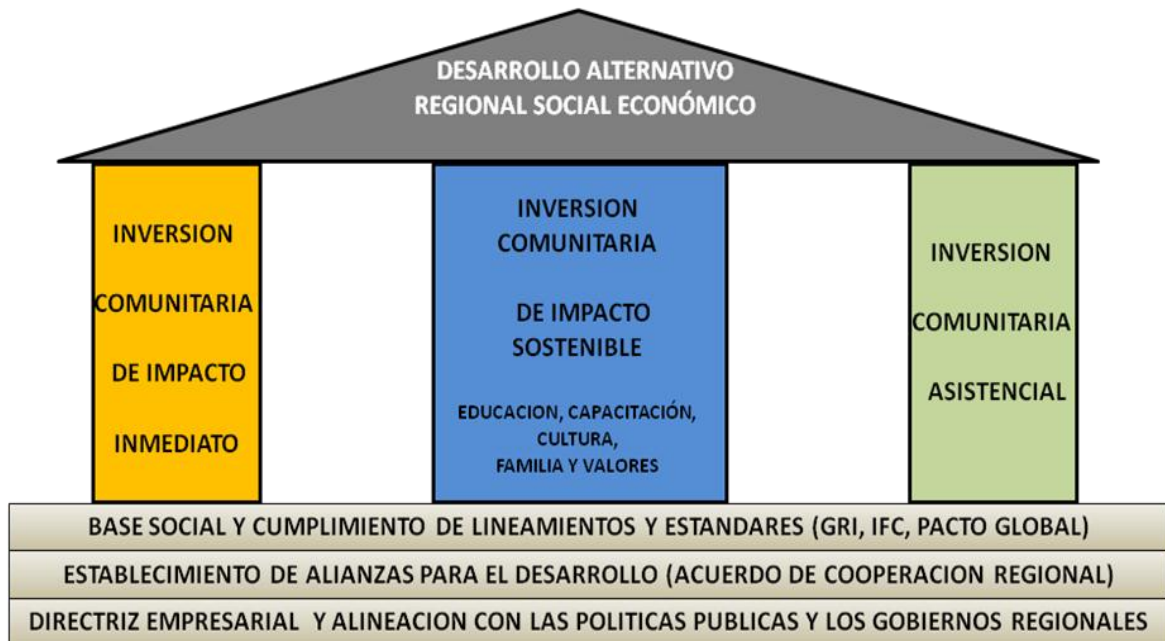 DESARROLLO ALTERNATIVO
REGIONAL SOCIAL ECONÓMICO
INVERSION
COMUNITARIA
DE IMPACTO
INMEDIATO
INVERSION
COMUNITARIA
DE IMPACTO
SOSTENIBLE
EDUCACION, CAPACITACIÓN,
CULTURA,
FAMILIA Y VALORES
INVERSION
COMUNITARIA
ASISTENCIAL
BASE SOCIAL Y CUMPLIMIENTO DE LINEAMIENTOS Y ESTANDARES (GRI, IFC, PACTO GLOBAL)
ESTABLECIMIENTO DE ALIANZAS PARA EL DESARROLLO (ACUERDO DE COOPERACION REGIONAL)
DIRECTRIZ EMPRESARIAL Y ALINEACION CON LAS POLITICAS PUBLICAS Y LOS GOBIERNOS REGIONALES